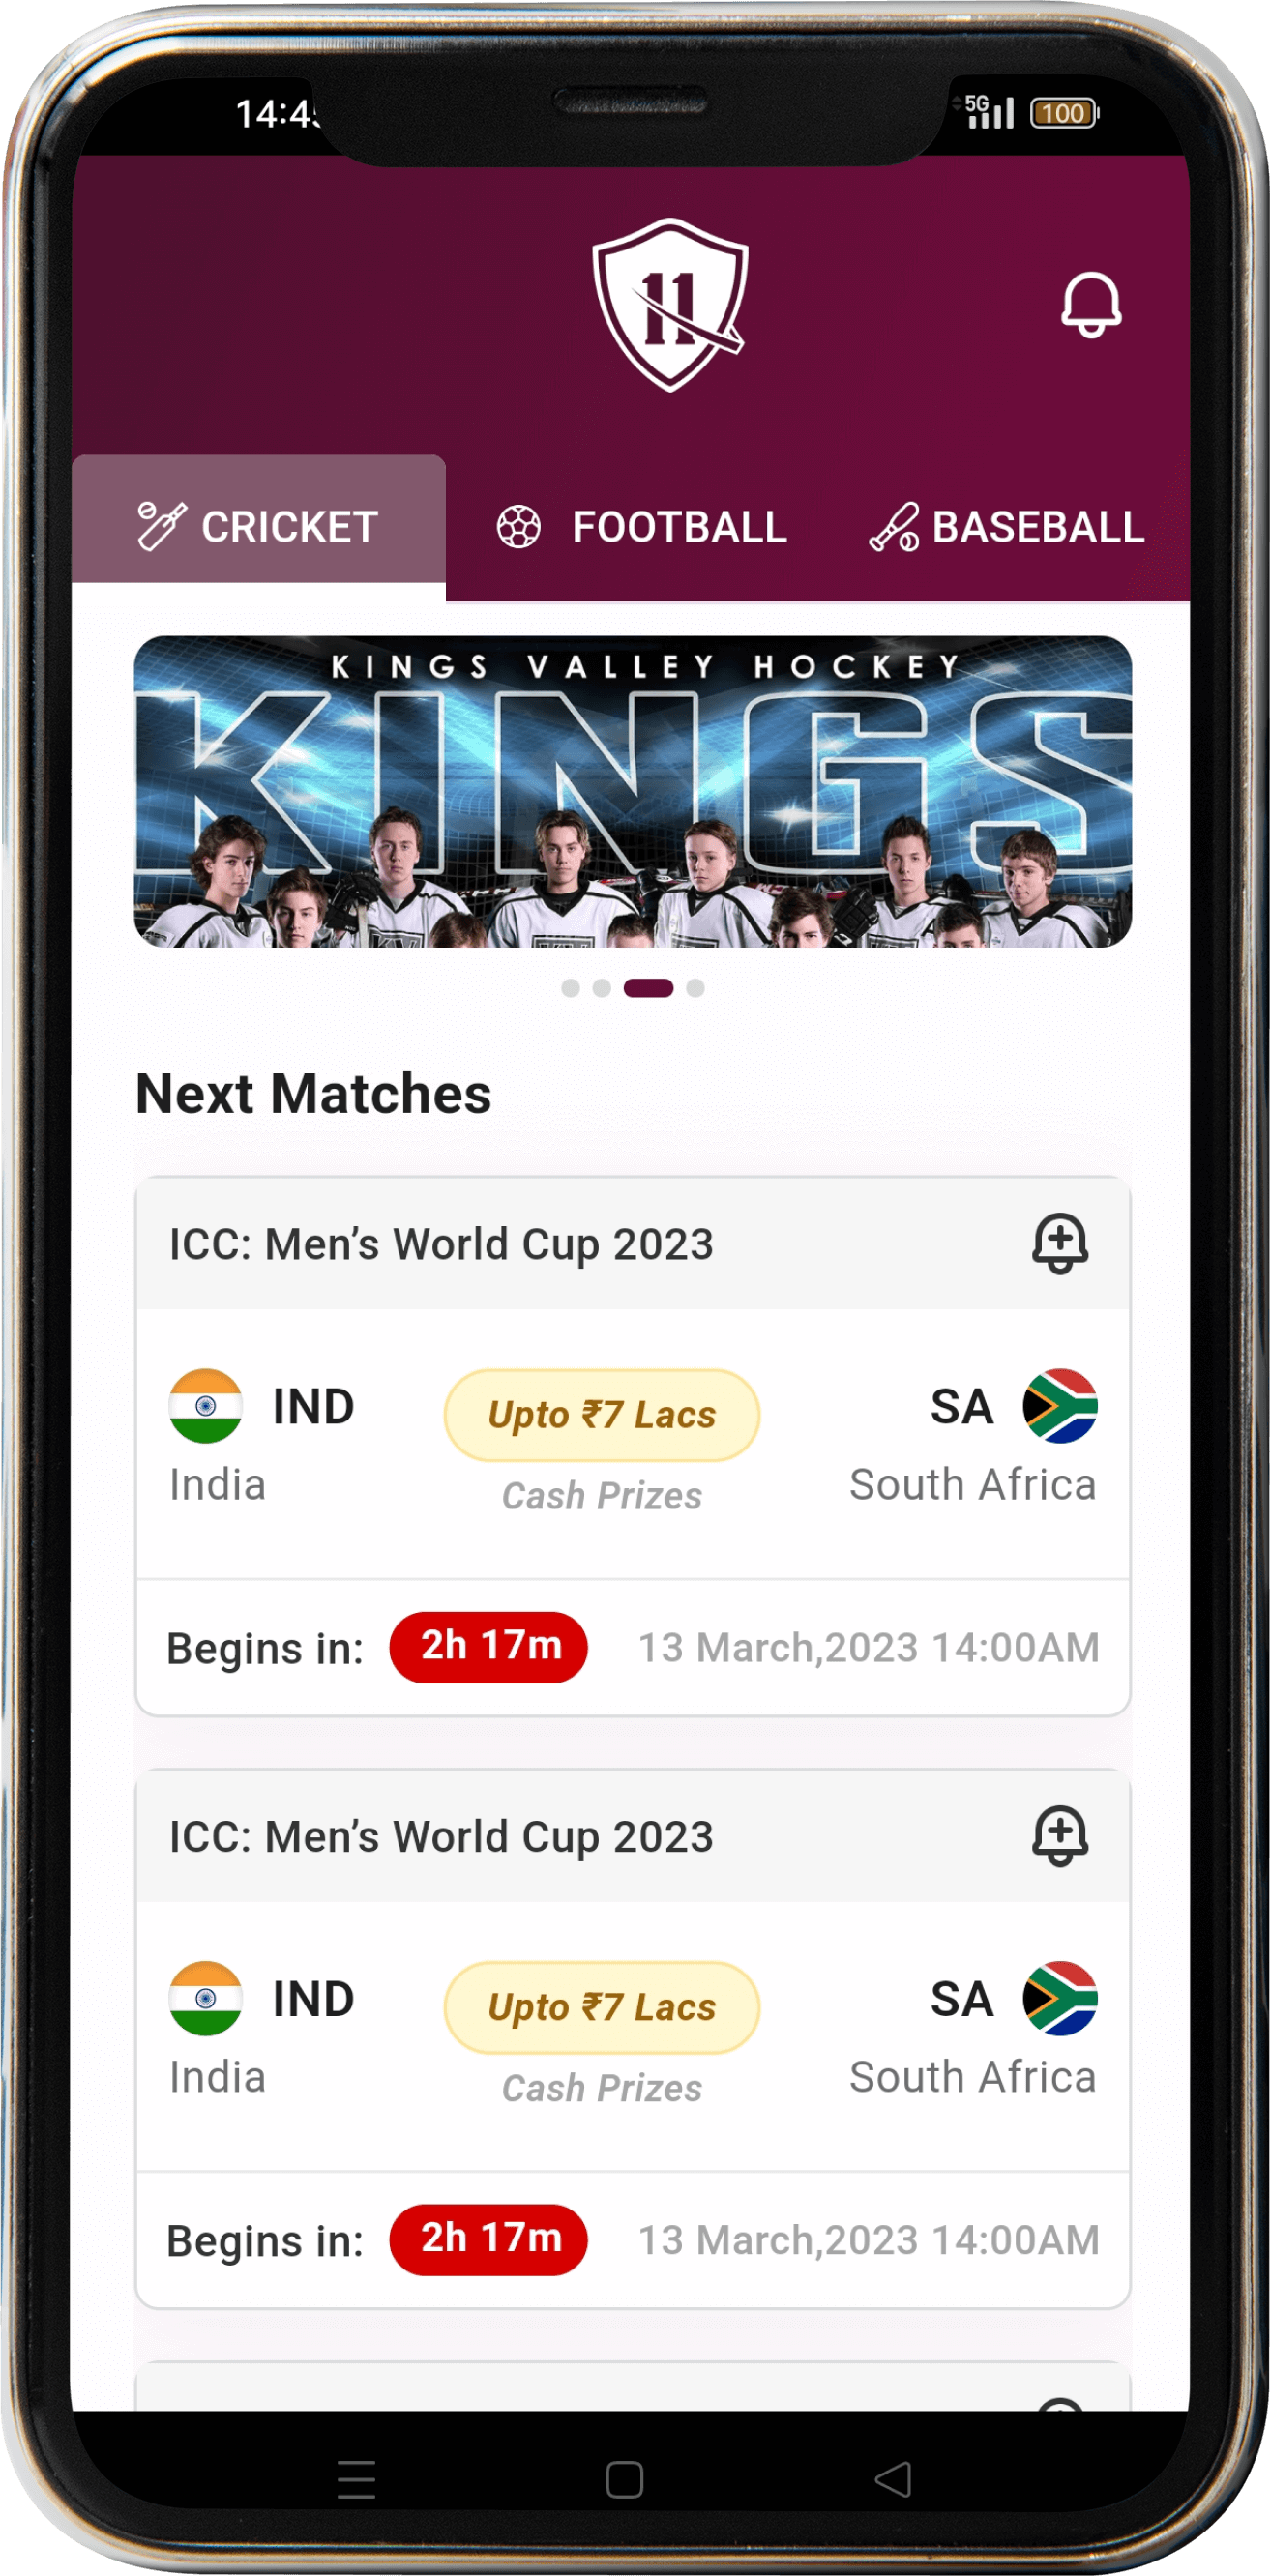 14:45
5G
100
11
CRICKET
FOOTBALL
BASEBALL
KINGS VALLEY HOCKEY
KINGS
Next Matches
ICC: Men’s World Cup 2023
IND
Upto ₹7 Lacs
SA
India
Cash Prizes
South Africa
Begins in:
2h 17m
13 March,2023 14:00AM
ICC: Men’s World Cup 2023
IND
Upto ₹7 Lacs
SA
India
Cash Prizes
South Africa
Begins in:
2h 17m
13 March,2023 14:00AM